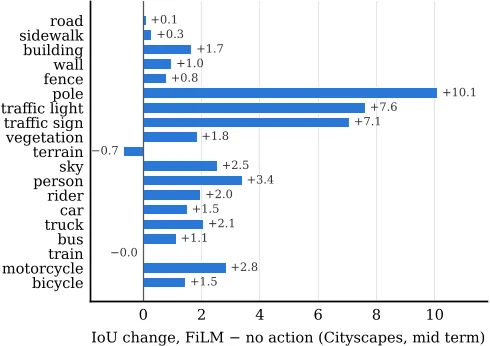 road +0.1
sidewalk +0.3
building +1.7
wall +1.0
fence +0.8
pole +10.1
traffic light +7.6
traffic sign +7.1
vegetation +1.8
terrain −0.7
sky +2.5
person +3.4
rider +2.0
car +1.5
truck +2.1
bus +1.1
train −0.0
motorcycle +2.8
bicycle +1.5
0 2 4 6 8 10
IoU change, FiLM − no action (Cityscapes, mid term)